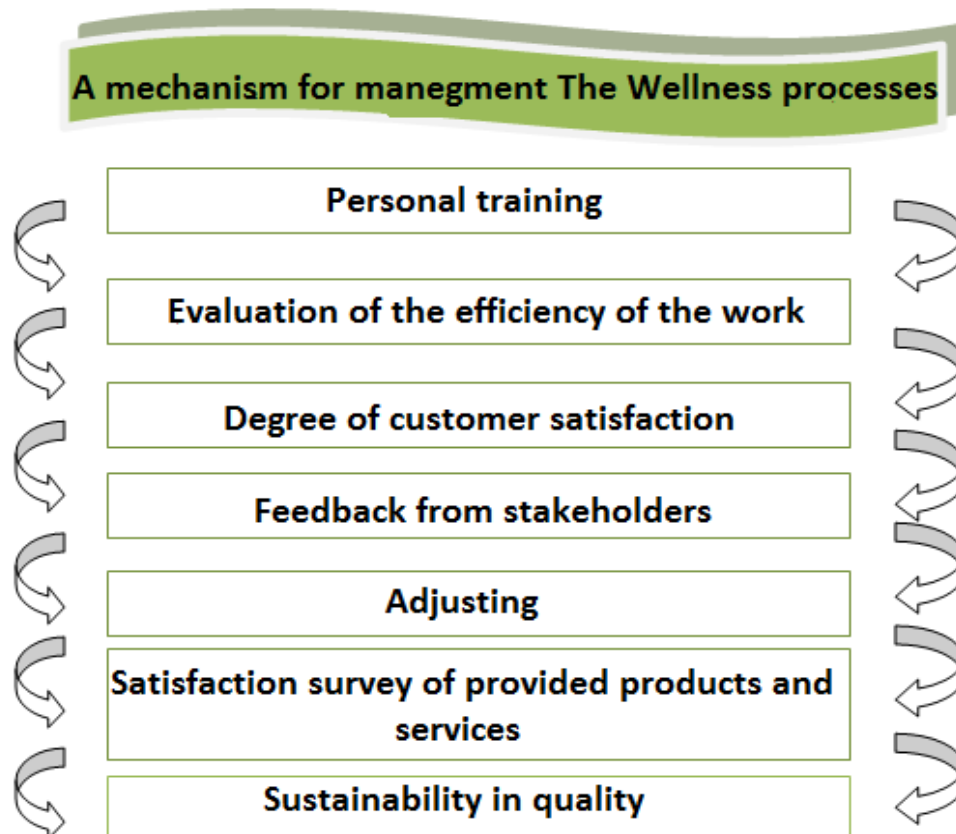 A mechanism for manegment The Wellness processes
Personal training
Evaluation of the efficiency of the work
Degree of customer satisfaction
Feedback from stakeholders
Adjusting
Satisfaction survey of provided products and
services
Sustainability in quality